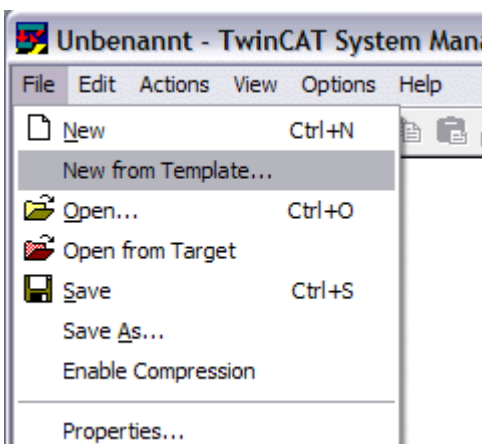 Unbenannt - TwinCAT System
File Edit Actions View Options Help
New Ctrl+N
New from Template...
Open... Ctrl+O
Open from Target
Save Ctrl+S
Save As...
Enable Compression
Properties...